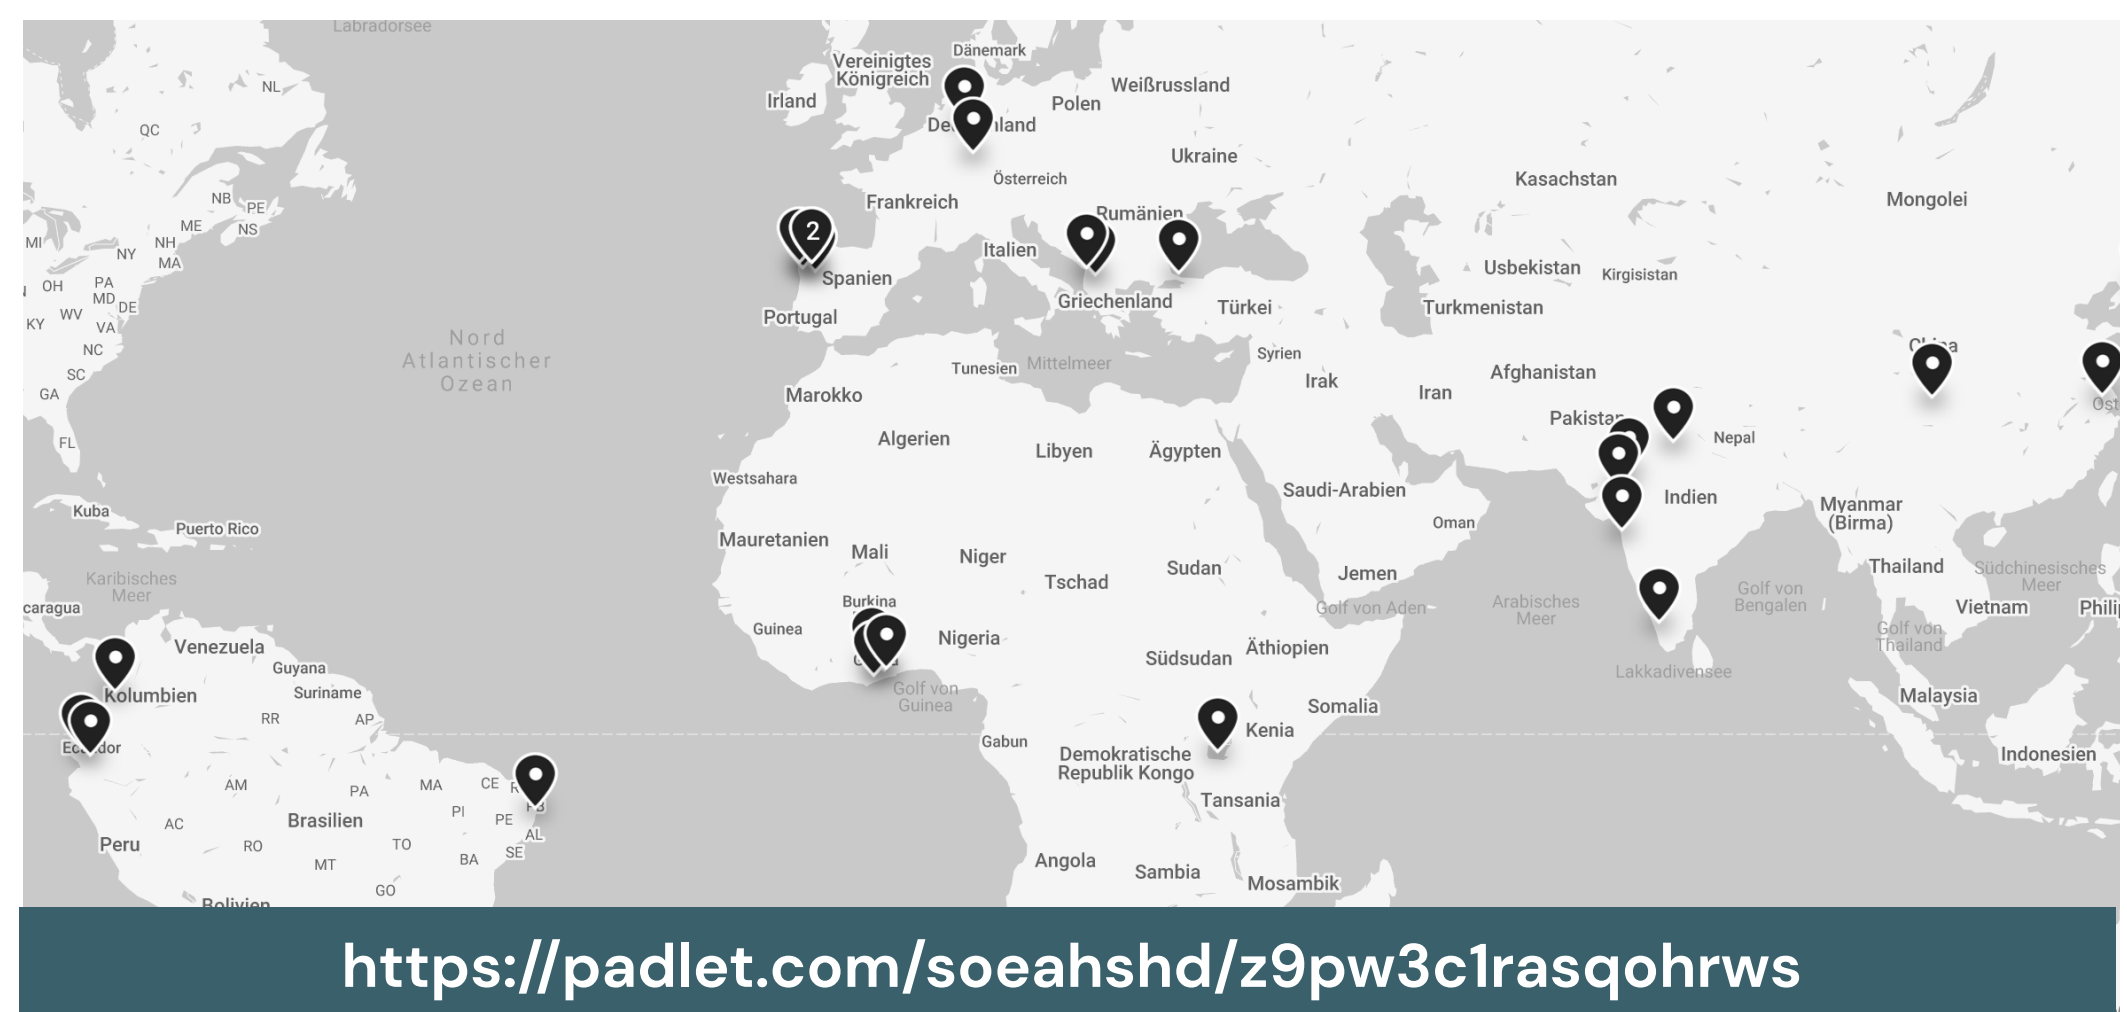 Labradorsee
Dänemark
Vereinigtes
Königreich
Weißrussland
Irland
Polen
NL
QC
Ukraine
Österreich
Kasachstan
Frankreich
Mongolei
NB
PE
ME
NS
Rumänien
2
MI
NH
NY
MA
Italien
Usbekistan
Kirgisistan
Spanien
OH
PA
MD
DE
Griechenland
Türkei
Turkmenistan
WV
KY
VA
Portugal
Nord
Atlantischer
Ozean
NC
Syrien
Tunesien
Mittelmeer
SC
Irak
Afghanistan
GA
Marokko
Iran
Ost
Pakistan
FL
Algerien
Libyen
Ägypten
Nepal
Westsahara
Saudi-Arabien
Indien
Kuba
Myanmar
(Birma)
Puerto Rico
Oman
Mauretanien
Mali
Niger
Thailand
Südchinesisches
Meer
Karibisches
Meer
Tschad
Sudan
Jemen
Golf von
Bengalen
Burkina
Arabisches
Meer
Golf von Aden
caragua
Vietnam
Philip
Guinea
Nigeria
Golf von
Thailand
Venezuela
Äthiopien
Südsudan
Guyana
Lakkadivensee
Suriname
Kolumbien
Golf von
Guinea
Malaysia
Somalia
RR
AP
Kenia
Gabun
Demokratische
Republik Kongo
Indonesien
AM
PA
MA
CE
Tansania
PI
PE
PB
Brasilien
AC
AL
Peru
RO
TO
SE
MT
BA
Angola
Sambia
Mosambik
GO
Bolivien
https://padlet.com/soeahshd/z9pw3c1rasqohrws